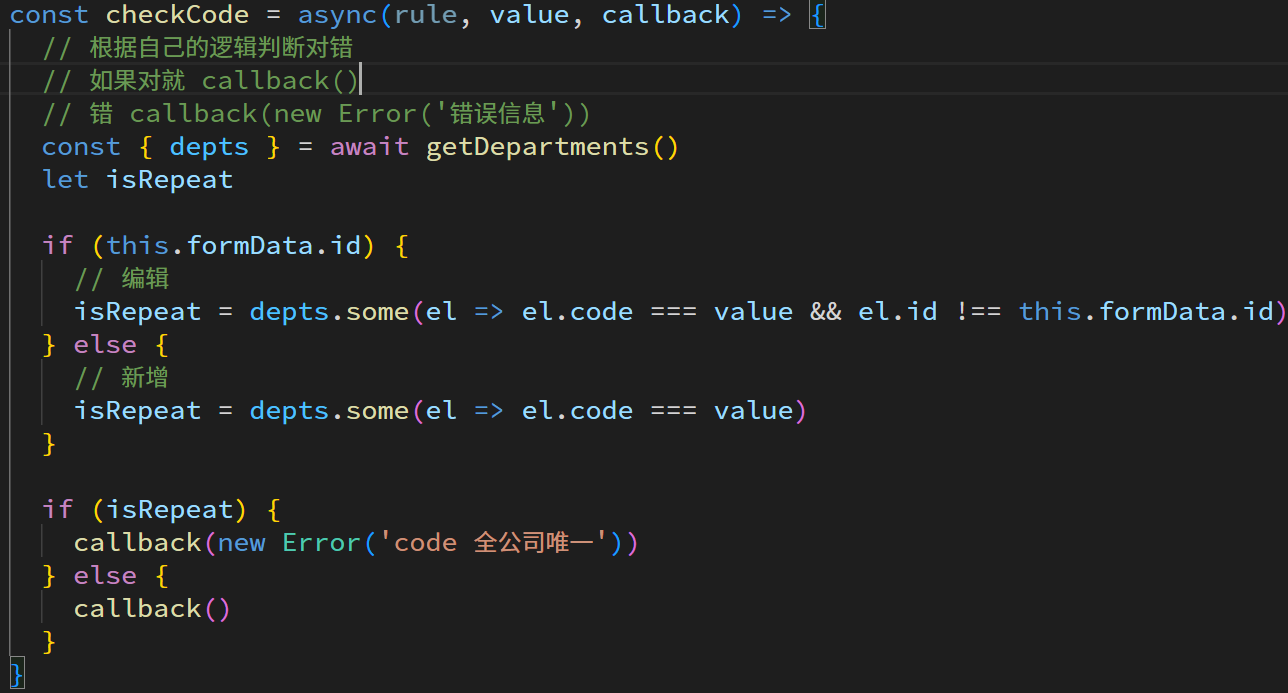 const checkCode = async(rule, value, callback) => {
// 根据自己的逻辑判断对错
// 如果对就 callback()
// 错 callback(new Error('错误信息'))
const { depts } = await getDepartments()
let isRepeat
if (this.formData.id) {
// 编辑
isRepeat = depts.some(el => el.code === value && el.id !== this.formData.id)
} else {
// 新增
isRepeat = depts.some(el => el.code === value)
}
if (isRepeat) {
callback(new Error('code 全公司唯一'))
} else {
callback()
}
}